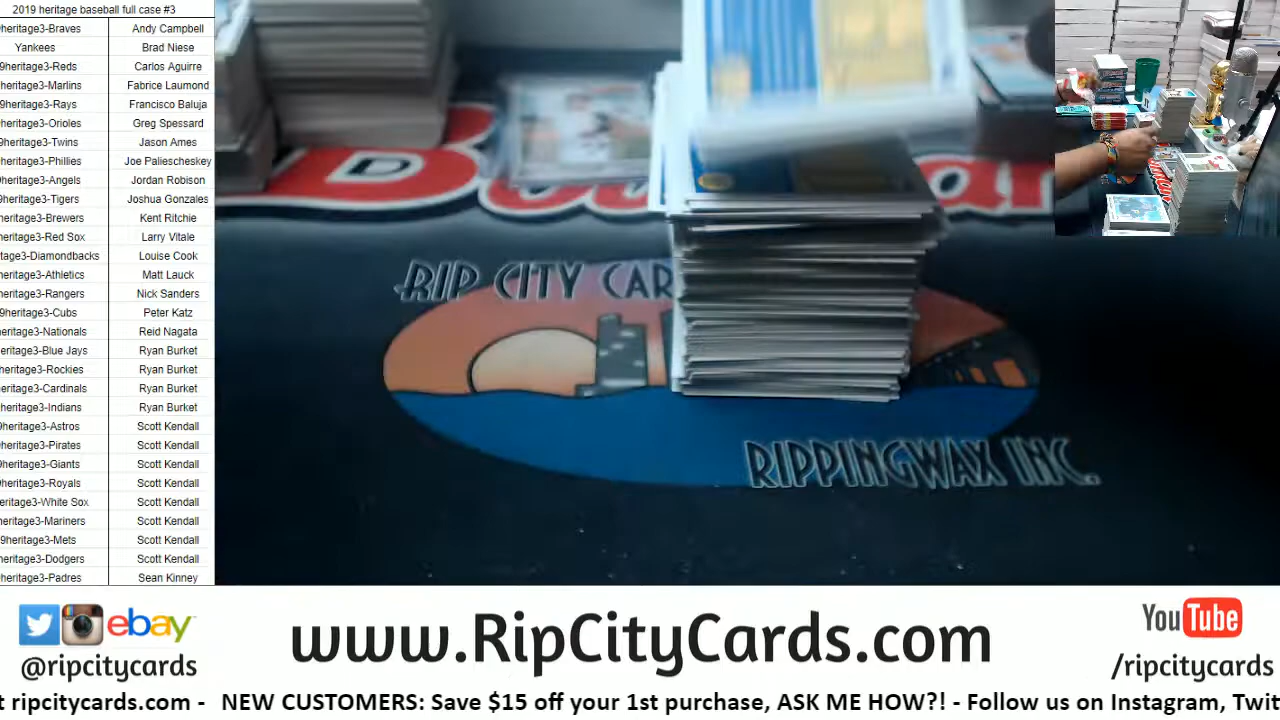 2019 heritage baseball full case #3
heritage3-Braves Andy Campbell
Yankees Brad Niese
9heritage3-Reds Carlos Aguirre
heritage3-Marlins Fabrice Laumond
9heritage3-Rays Francisco Baluja
heritage3-Orioles Greg Spessard
9heritage3-Twins Jason Ames
heritage3-Phillies Joe Paliescheskey
heritage3-Angels Jordan Robison
9heritage3-Tigers Joshua Gonzales
heritage3-Brewers Kent Ritchie
heritage3-Red Sox Larry Vitale
tage3-Diamondbacks Louise Cook
heritage3-Athletics Matt Lauck
heritage3-Rangers Nick Sanders
9heritage3-Cubs Peter Katz
heritage3-Nationals Reid Nagata
eritage3-Blue Jays Ryan Burket
heritage3-Rockies Ryan Burket
heritage3-Cardinals Ryan Burket
heritage3-Indians Ryan Burket
9heritage3-Astros Scott Kendall
heritage3-Pirates Scott Kendall
heritage3-Giants Scott Kendall
heritage3-Royals Scott Kendall
eritage3-White Sox Scott Kendall
heritage3-Mariners Scott Kendall
9heritage3-Mets Scott Kendall
heritage3-Dodgers Scott Kendall
heritage3-Padres Sean Kinney
RIP CITY CAR
RIPPINGWAX INC.
ebay
@ripcitycards
www.RipCityCards.com
YouTube
/ripcitycards
t ripcitycards.com - NEW CUSTOMERS: Save $15 off your 1st purchase, ASK ME HOW?! - Follow us on Instagram, Twit